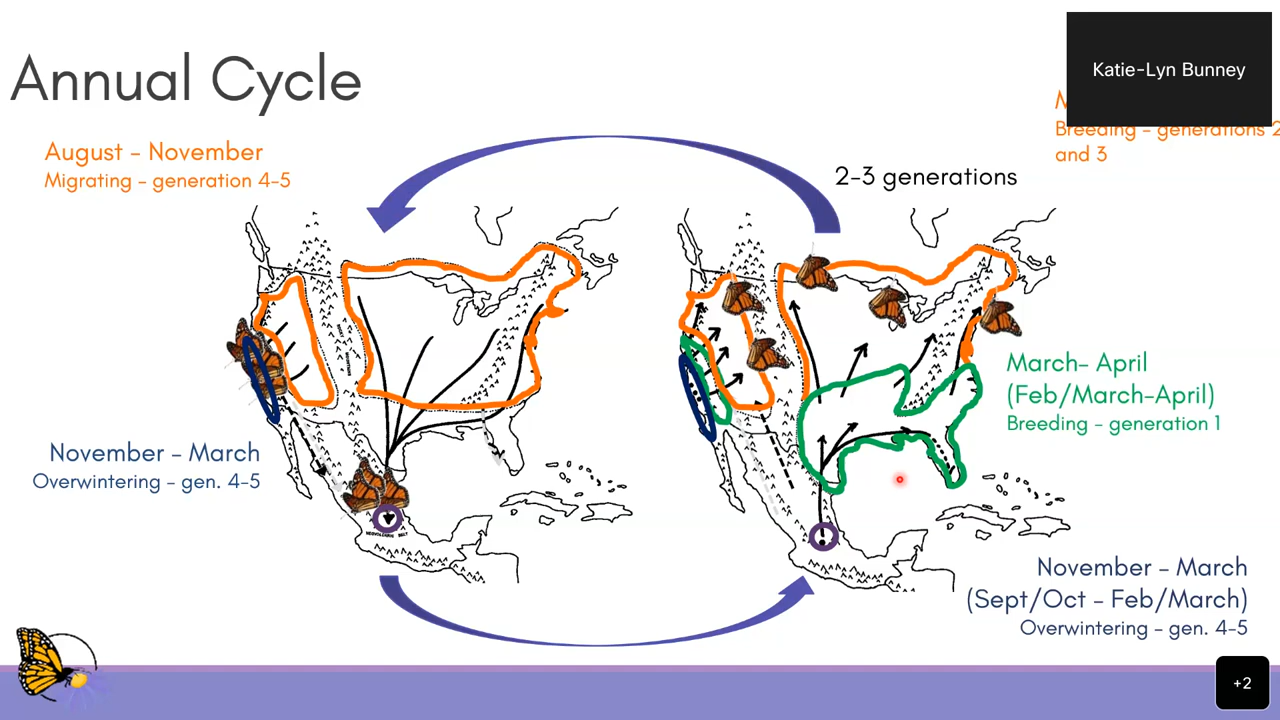 Annual Cycle
Katie-Lyn Bunney
August - November
Migrating - generation 4-5
Breeding - generations 2
and 3
2-3 generations
March- April
(Feb/March-April)
Breeding - generation 1
November - March
Overwintering - gen. 4-5
NEOVOLCANIC BELT
November - March
(Sept/Oct - Feb/March)
Overwintering - gen. 4-5
+2